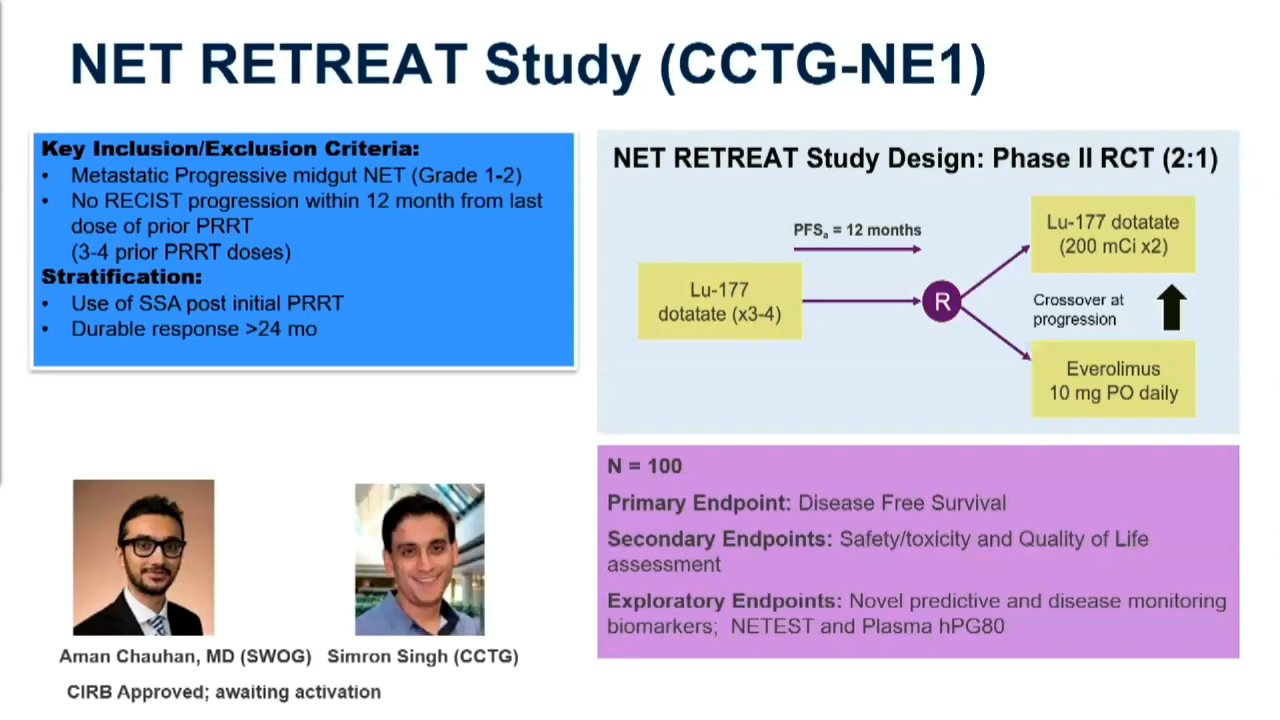 NET RETREAT Study (CCTG-NE1)
Key Inclusion/Exclusion Criteria:
• Metastatic Progressive midgut NET (Grade 1-2)
• No RECIST progression within 12 month from last
dose of prior PRRT
(3-4 prior PRRT doses)
Stratification:
• Use of SSA post initial PRRT
• Durable response >24 mo
NET RETREAT Study Design: Phase II RCT (2:1)
PFSₐ = 12 months
Lu-177
dotatate (x3-4)
R
Lu-177 dotatate
(200 mCi x2)
Crossover at
progression
Everolimus
10 mg PO daily
N = 100
Primary Endpoint: Disease Free Survival
Secondary Endpoints: Safety/toxicity and Quality of Life
assessment
Exploratory Endpoints: Novel predictive and disease monitoring
biomarkers; NETEST and Plasma hPG80
Aman Chauhan, MD (SWOG)
Simron Singh (CCTG)
CIRB Approved; awaiting activation